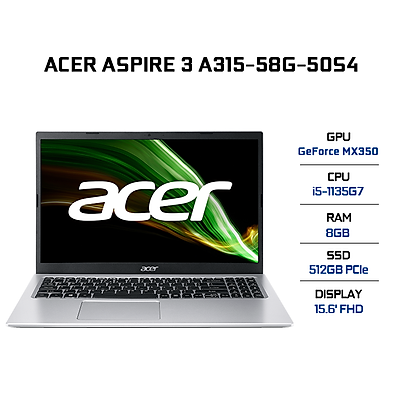 ACER ASPIRE 3 A315-58G-50S4
GPU
GeForce MX350
CPU
i5-1135G7
RAM
8GB
SSD
512GB PCIe
DISPLAY
15.6' FHD
acer
acer